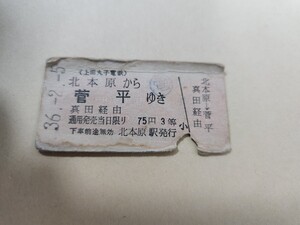 (上田丸子電鉄)
北本原から
菅平ゆき
真田経由
通用発売当日限り 75円 3等
下車前途無効 北本原駅発行
36.-2.-5
小
北本原→菅平
真田経由